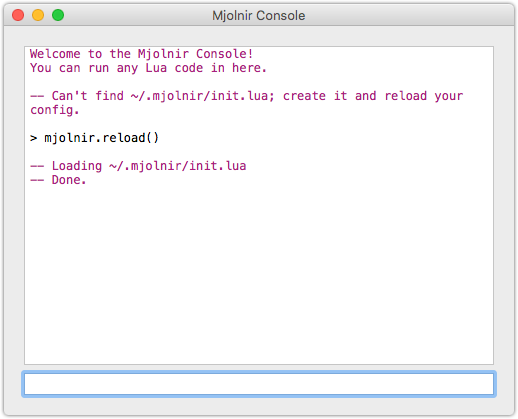 Mjolnir Console
Welcome to the Mjolnir Console!
You can run any Lua code in here.
-- Can't find ~/.mjolnir/init.lua; create it and reload your
config.
> mjolnir.reload()
-- Loading ~/.mjolnir/init.lua
-- Done.